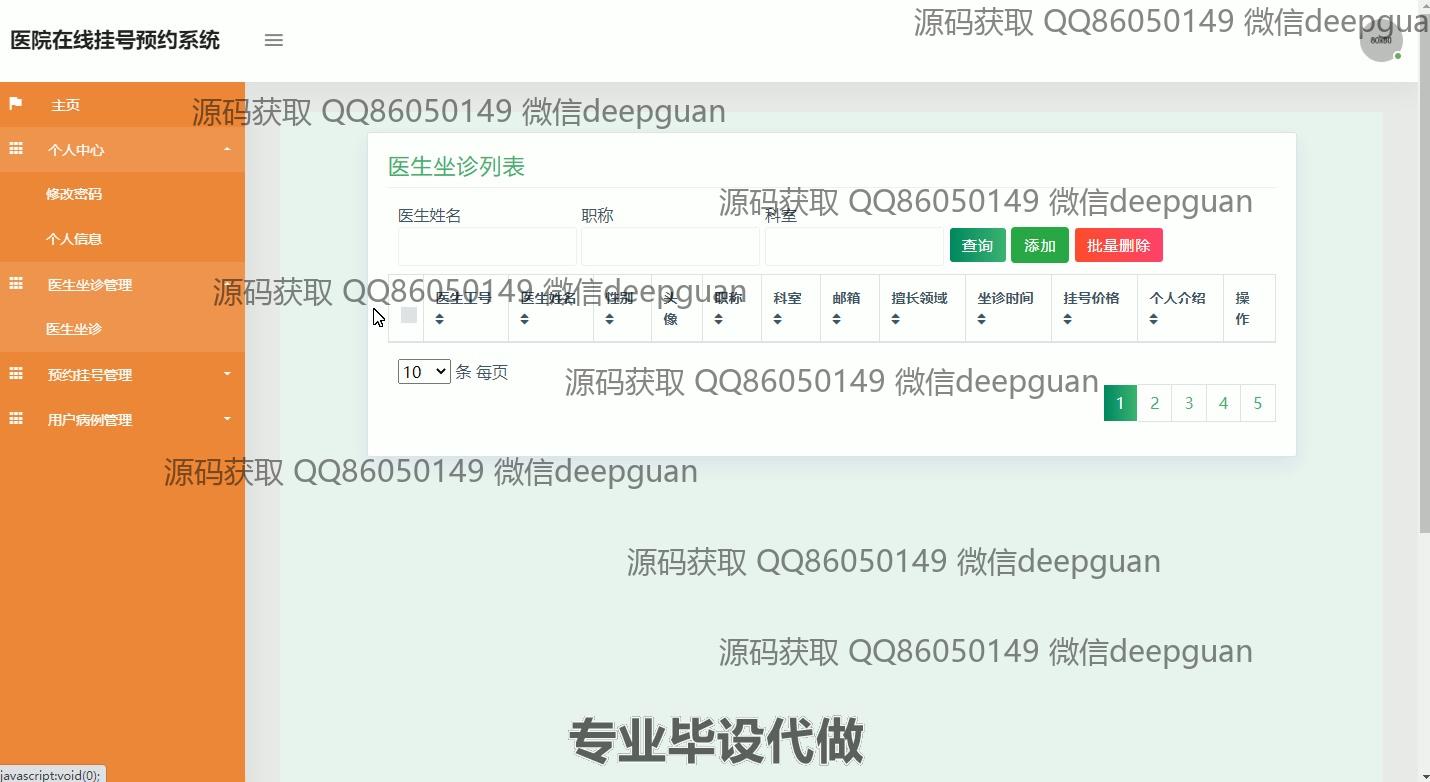 医院在线挂号预约系统
源码获取 QQ86050149 微信deepgua
主页
源码获取 QQ86050149 微信deepguan
个人中心
修改密码
个人信息
医生坐诊管理
医生坐诊
预约挂号管理
用户病例管理
医生坐诊列表
源码获取 QQ86050149 微信deepguan
医生姓名 职称 科室
查询 添加 批量删除
源码获取 QQ86050149 微信deepguan
医生工号 医生姓名 性别 头像 职称 科室 邮箱 擅长领域 坐诊时间 挂号价格 个人介绍 操作
10 条 每页
源码获取 QQ86050149 微信deepguan
1 2 3 4 5
源码获取 QQ86050149 微信deepguan
源码获取 QQ86050149 微信deepguan
源码获取 QQ86050149 微信deepguan
专业毕设代做
javascript:void(0);